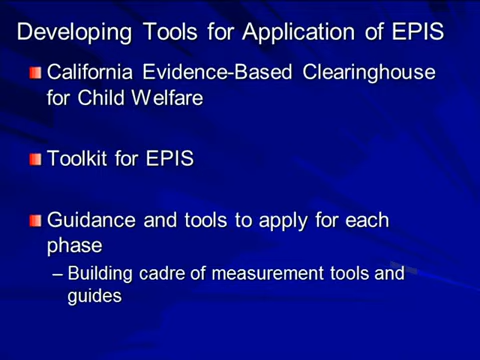 Developing Tools for Application of EPIS
California Evidence-Based Clearinghouse
for Child Welfare
Toolkit for EPIS
Guidance and tools to apply for each
phase
– Building cadre of measurement tools and
guides